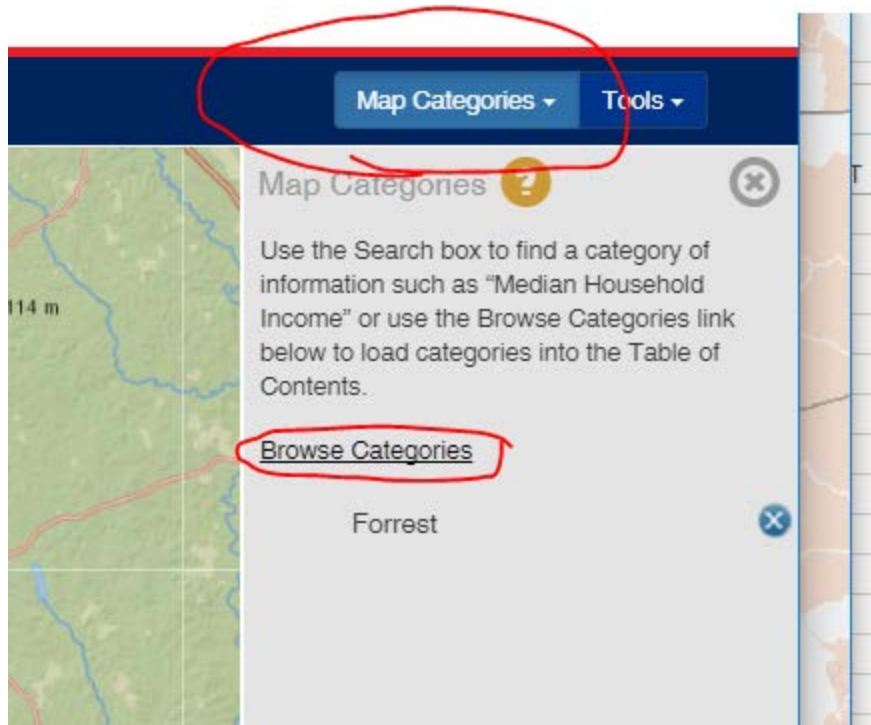 Map Categories Tools
Map Categories ?
T
114 m
Use the Search box to find a category of
information such as “Median Household
Income” or use the Browse Categories link
below to load categories into the Table of
Contents.
Browse Categories
Forrest